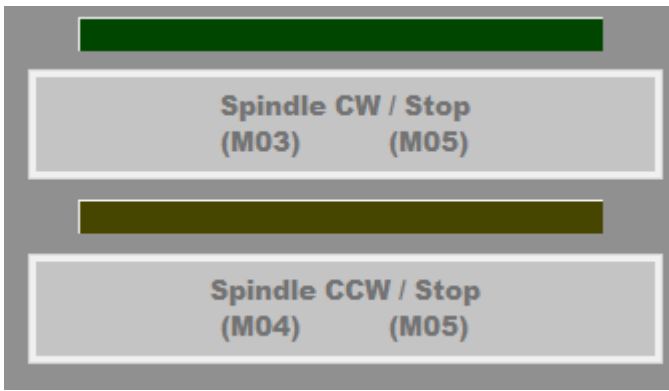 Spindle CW / Stop
(M03) (M05)
Spindle CCW / Stop
(M04) (M05)